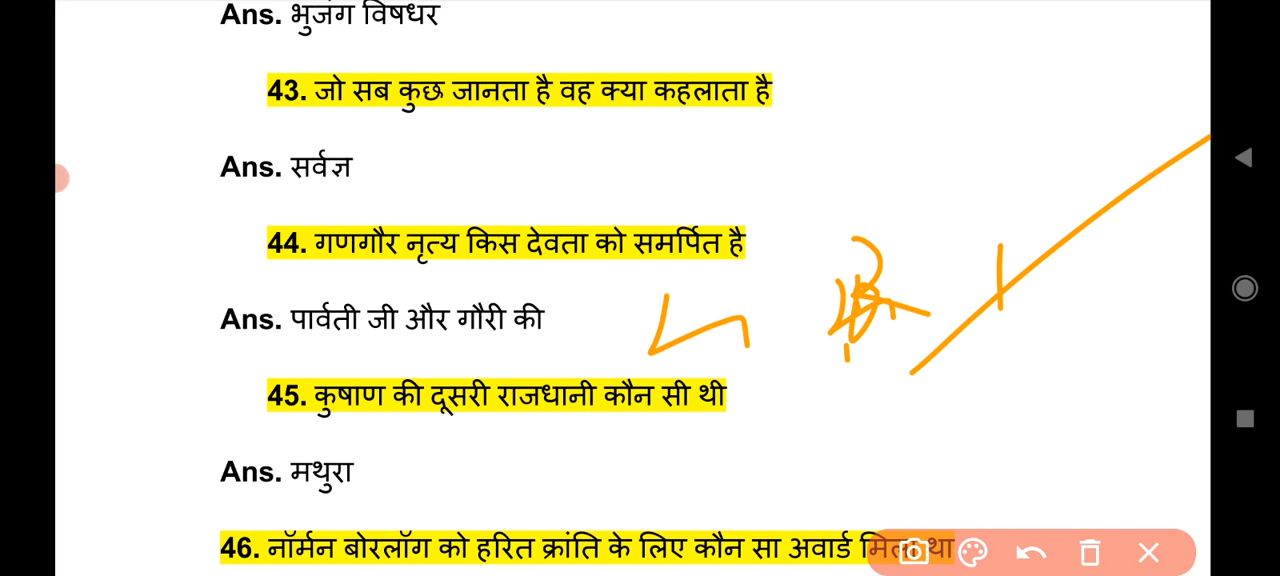 Ans. भुजंग विषधर
43. जो सब कुछ जानता है वह क्या कहलाता है
Ans. सर्वज्ञ
44. गणगौर नृत्य किस देवता को समर्पित है
Ans. पार्वती जी और गौरी की
45. कुषाण की दूसरी राजधानी कौन सी थी
Ans. मथुरा
46. नॉर्मन बोरलॉग को हरित क्रांति के लिए कौन सा अवार्ड मिला था